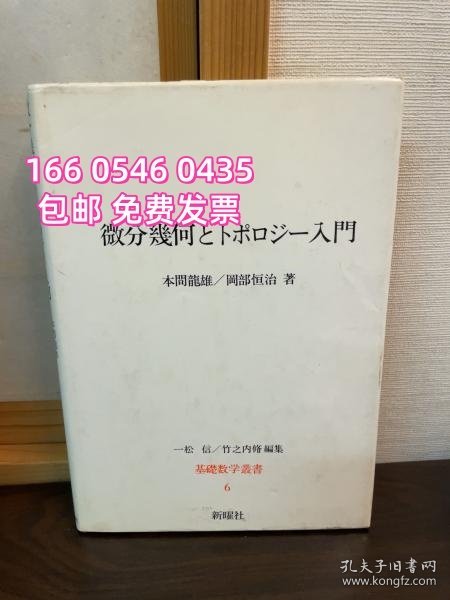 166 0546 0435
包邮 免费发票
微分幾何とトポロジー入門
本間龍雄／岡部恒治 著
一松 信／竹之内脩 編集
基礎数学叢書
6
新曜社
孔夫子旧书网
www.kongfz.com